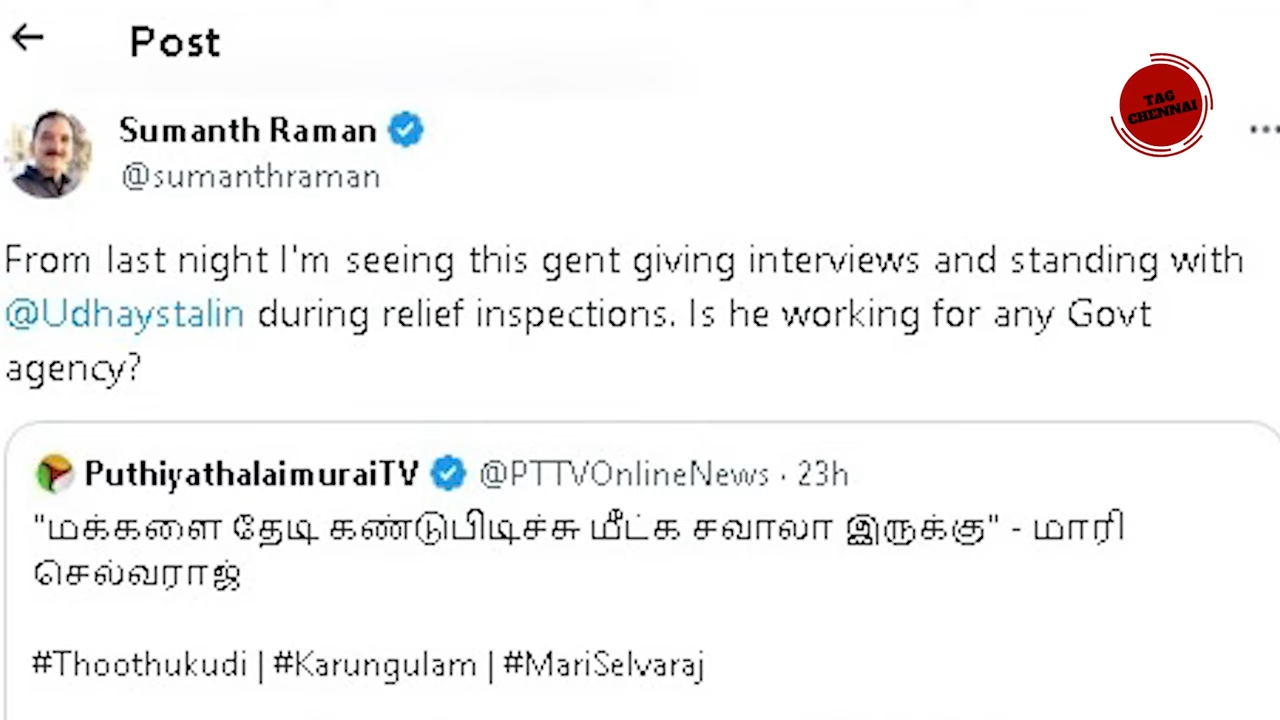 Post
TAG
CHENNAI
Sumanth Raman
@sumanthraman
From last night I'm seeing this gent giving interviews and standing with
@Udhaystalin during relief inspections. Is he working for any Govt
agency?
PuthiyathalaimuraiTV @PTTVOnlineNews · 23h
"மக்களை தேடி கண்டுபிடிச்சு மீட்க சவாலா இருக்கு" - மாரி
செல்வராஜ்
#Thoothukudi | #Karungulam | #MariSelvaraj